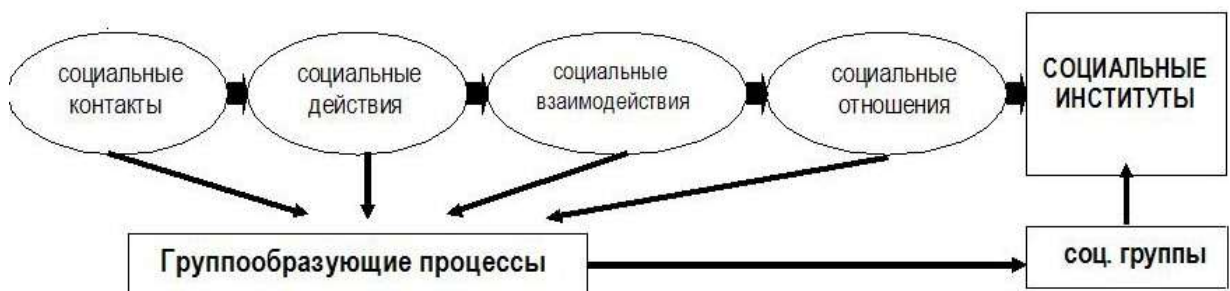 социальные
контакты
социальные
действия
социальные
взаимодействия
социальные
отношения
СОЦИАЛЬНЫЕ
ИНСТИТУТЫ
Группообразующие процессы
соц. группы